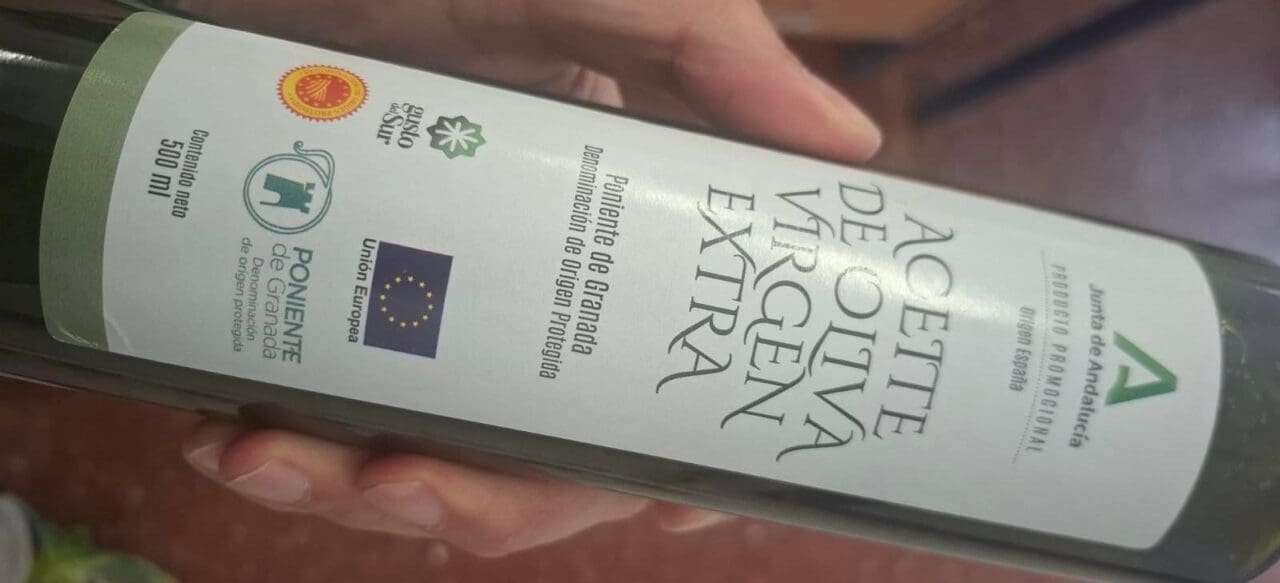 Junta de Andalucía
PRODUCTO PROMOCIONAL
Origen España
ACEITE
DE OLIVA
VIRGEN
EXTRA
Poniente de Granada
Denominación de Origen Protegida
gusto
del Sur
Unión Europea
PONIENTE
de Granada
Denominación
de origen protegida
Contenido neto
500 ml